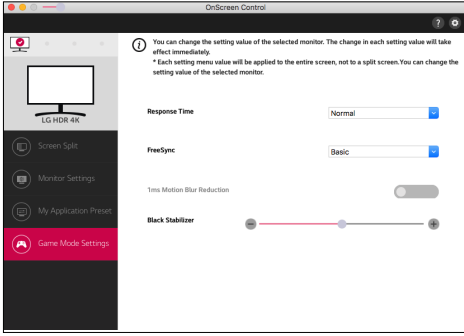 OnScreen Control
?
i
You can change the setting value of the selected monitor. The change in each setting value will take
effect immediately.
* Each setting menu value will be applied to the entire screen, not to a split screen.You can change the
setting value of the selected monitor.
LG HDR 4K
Screen Split
Monitor Settings
My Application Preset
Game Mode Settings
Response Time
Normal
FreeSync
Basic
1ms Motion Blur Reduction
Black Stabilizer